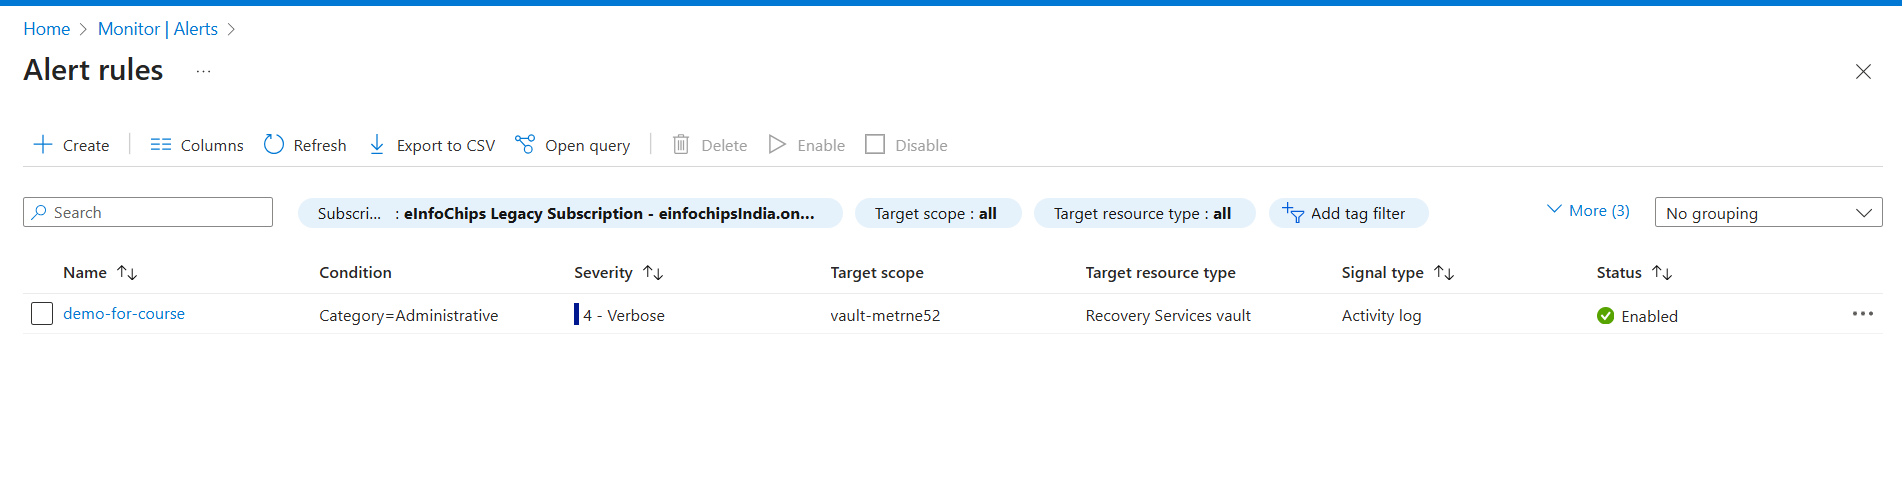 Home > Monitor | Alerts >
Alert rules ...
Create Columns Refresh Export to CSV Open query Delete Enable Disable
Search Subscri... : eInfoChips Legacy Subscription - einfochipsIndia.on... Target scope : all Target resource type : all Add tag filter More (3) No grouping
Name Condition Severity Target scope Target resource type Signal type Status
demo-for-course Category=Administrative 4 - Verbose vault-metrne52 Recovery Services vault Activity log Enabled ...